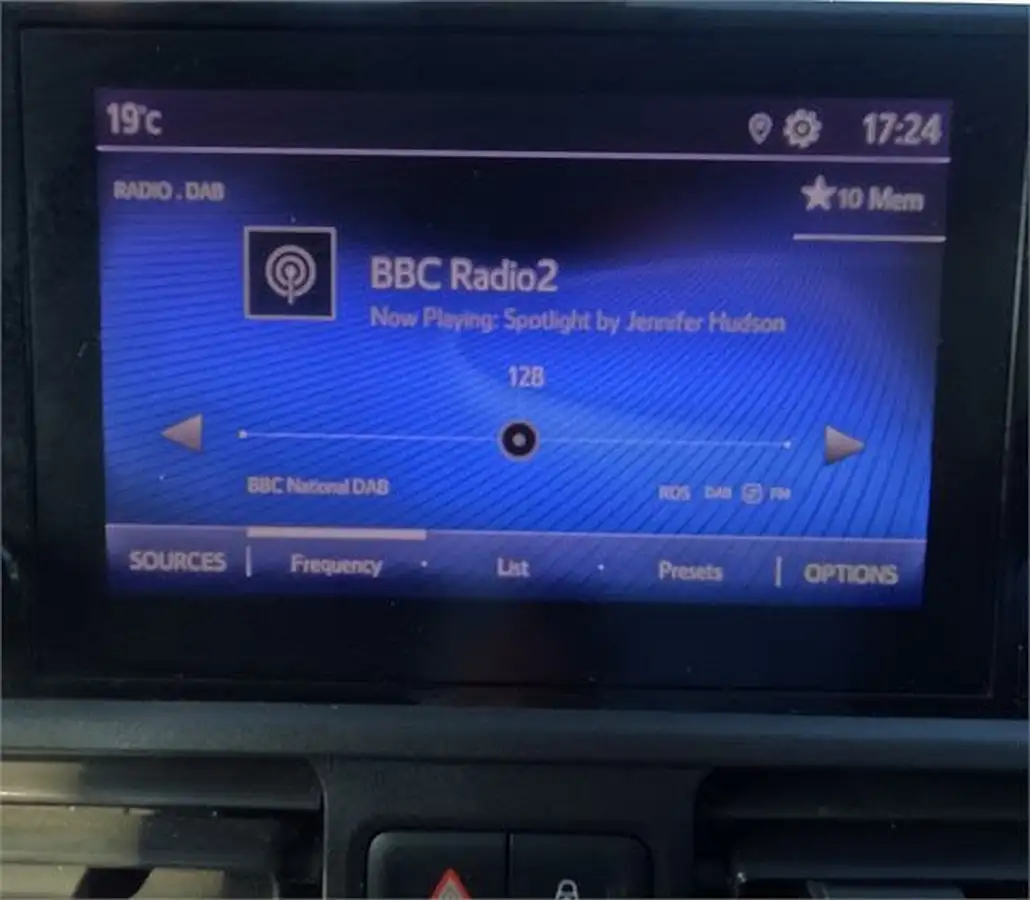 19°C
17:24
RADIO . DAB
10 Mem
BBC Radio2
Now Playing: Spotlight by Jennifer Hudson
128
BBC National DAB
RDS DAB FM
SOURCES Frequency List Presets OPTIONS